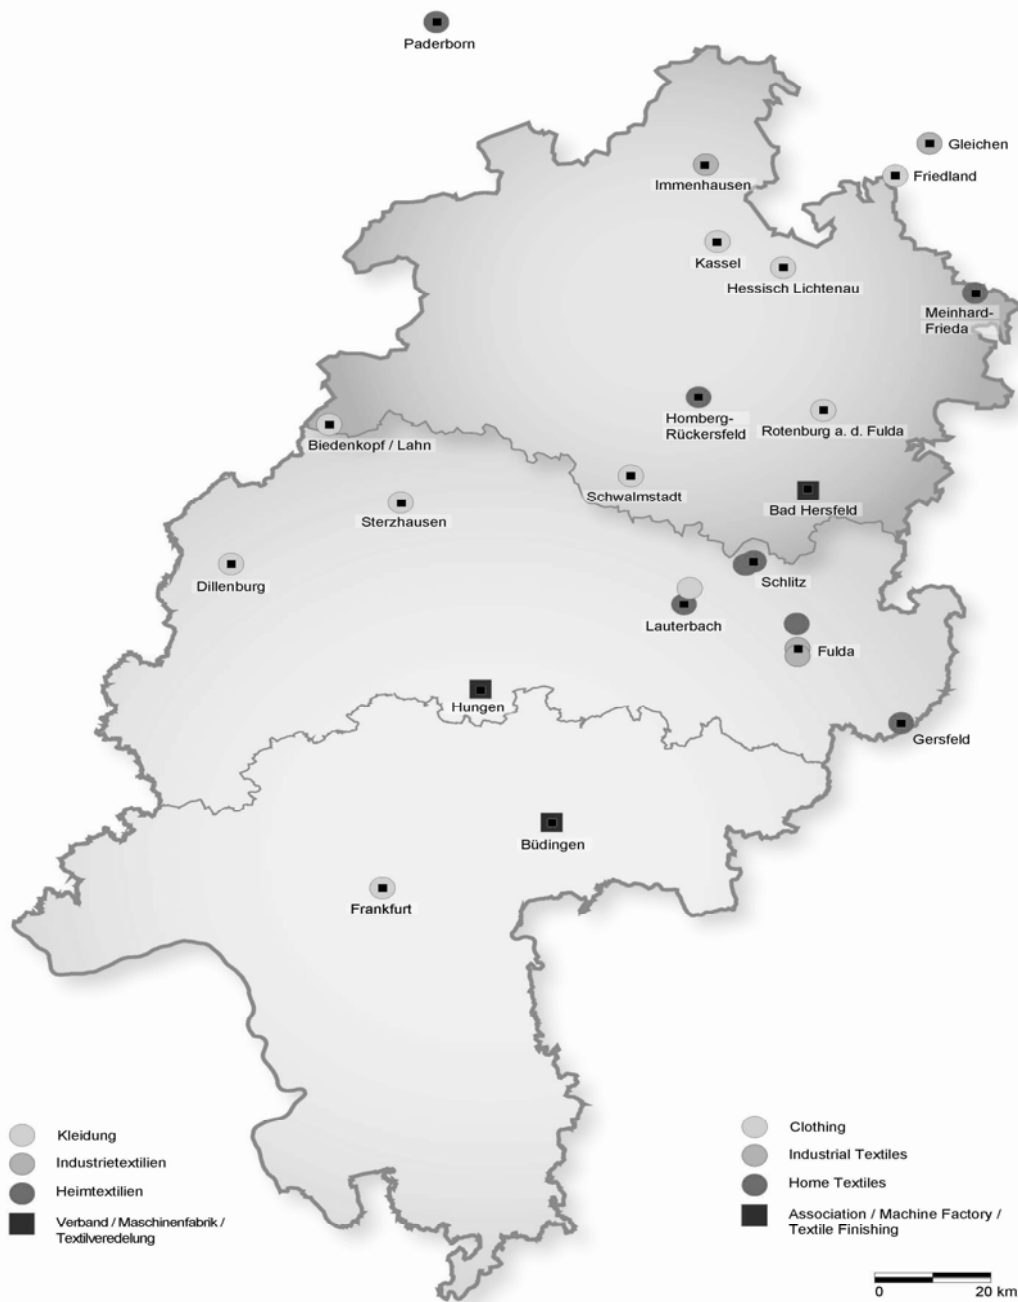 Paderborn
Gleichen
Friedland
Immenhausen
Kassel
Hessisch Lichtenau
Meinhard-
Frieda
Homberg-
Rückersfeld
Rotenburg a. d. Fulda
Biedenkopf / Lahn
Schwalmstadt
Bad Hersfeld
Sterzhausen
Schlitz
Dillenburg
Lauterbach
Fulda
Hungen
Gersfeld
Büdingen
Frankfurt
Kleidung
Industrietextilien
Heimtextilien
Verband / Maschinenfabrik /
Textilveredelung
Clothing
Industrial Textiles
Home Textiles
Association / Machine Factory /
Textile Finishing
0 20 km